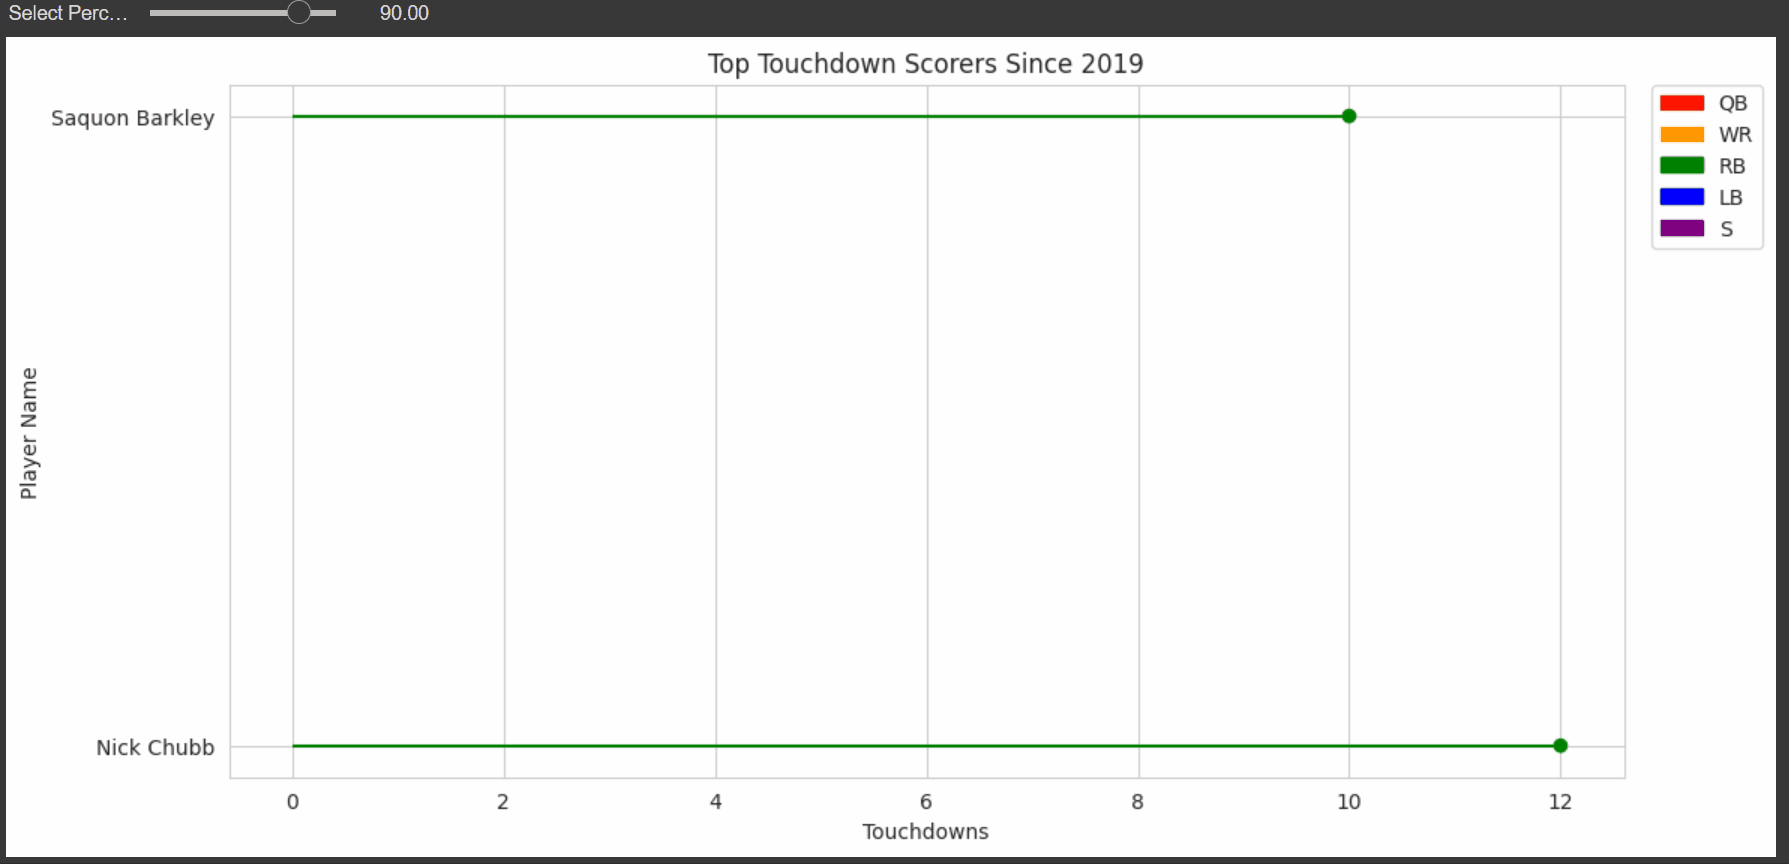 Select Perc... 90.00
Top Touchdown Scorers Since 2019
Saquon Barkley
Nick Chubb
Player Name
0 2 4 6 8 10 12
Touchdowns
QB
WR
RB
LB
S